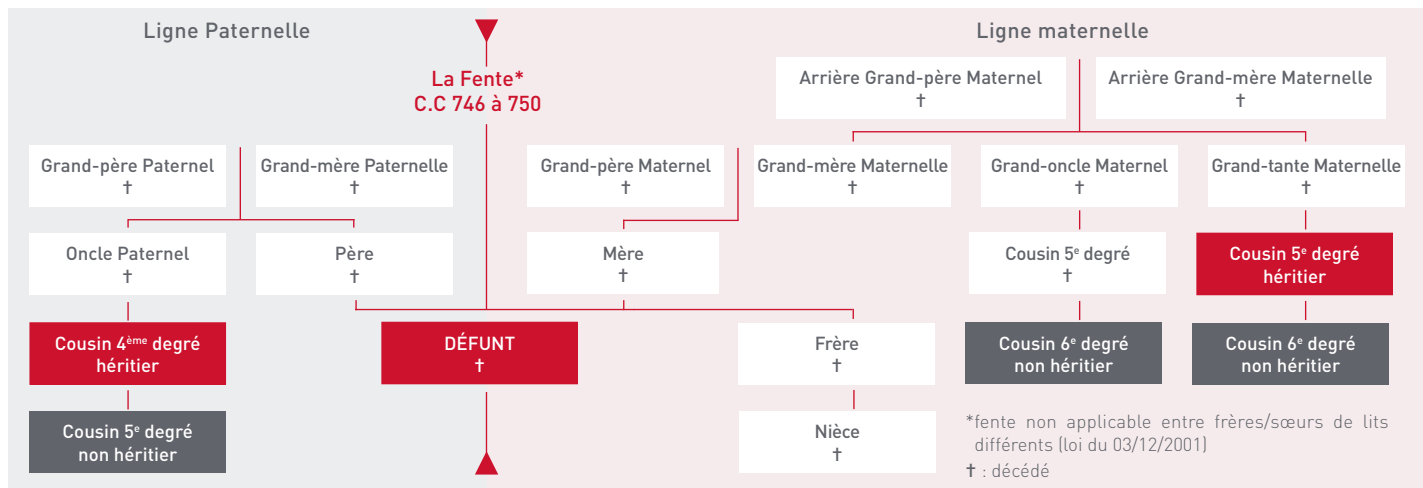 Ligne Paternelle
Ligne maternelle
La Fente*
C.C 746 à 750
Arrière Grand-père Maternel
†
Arrière Grand-mère Maternelle
†
Grand-père Paternel
†
Grand-mère Paternelle
†
Grand-père Maternel
†
Grand-mère Maternelle
†
Grand-oncle Maternel
†
Grand-tante Maternelle
†
Oncle Paternel
†
Père
†
Mère
†
Cousin 5e degré
†
Cousin 5e degré
héritier
Cousin 4ème degré
héritier
DÉFUNT
†
Frère
†
Cousin 6e degré
non héritier
Cousin 6e degré
non héritier
Cousin 5e degré
non héritier
Nièce
†
*fente non applicable entre frères/sœurs de lits
différents (loi du 03/12/2001)
† : décédé